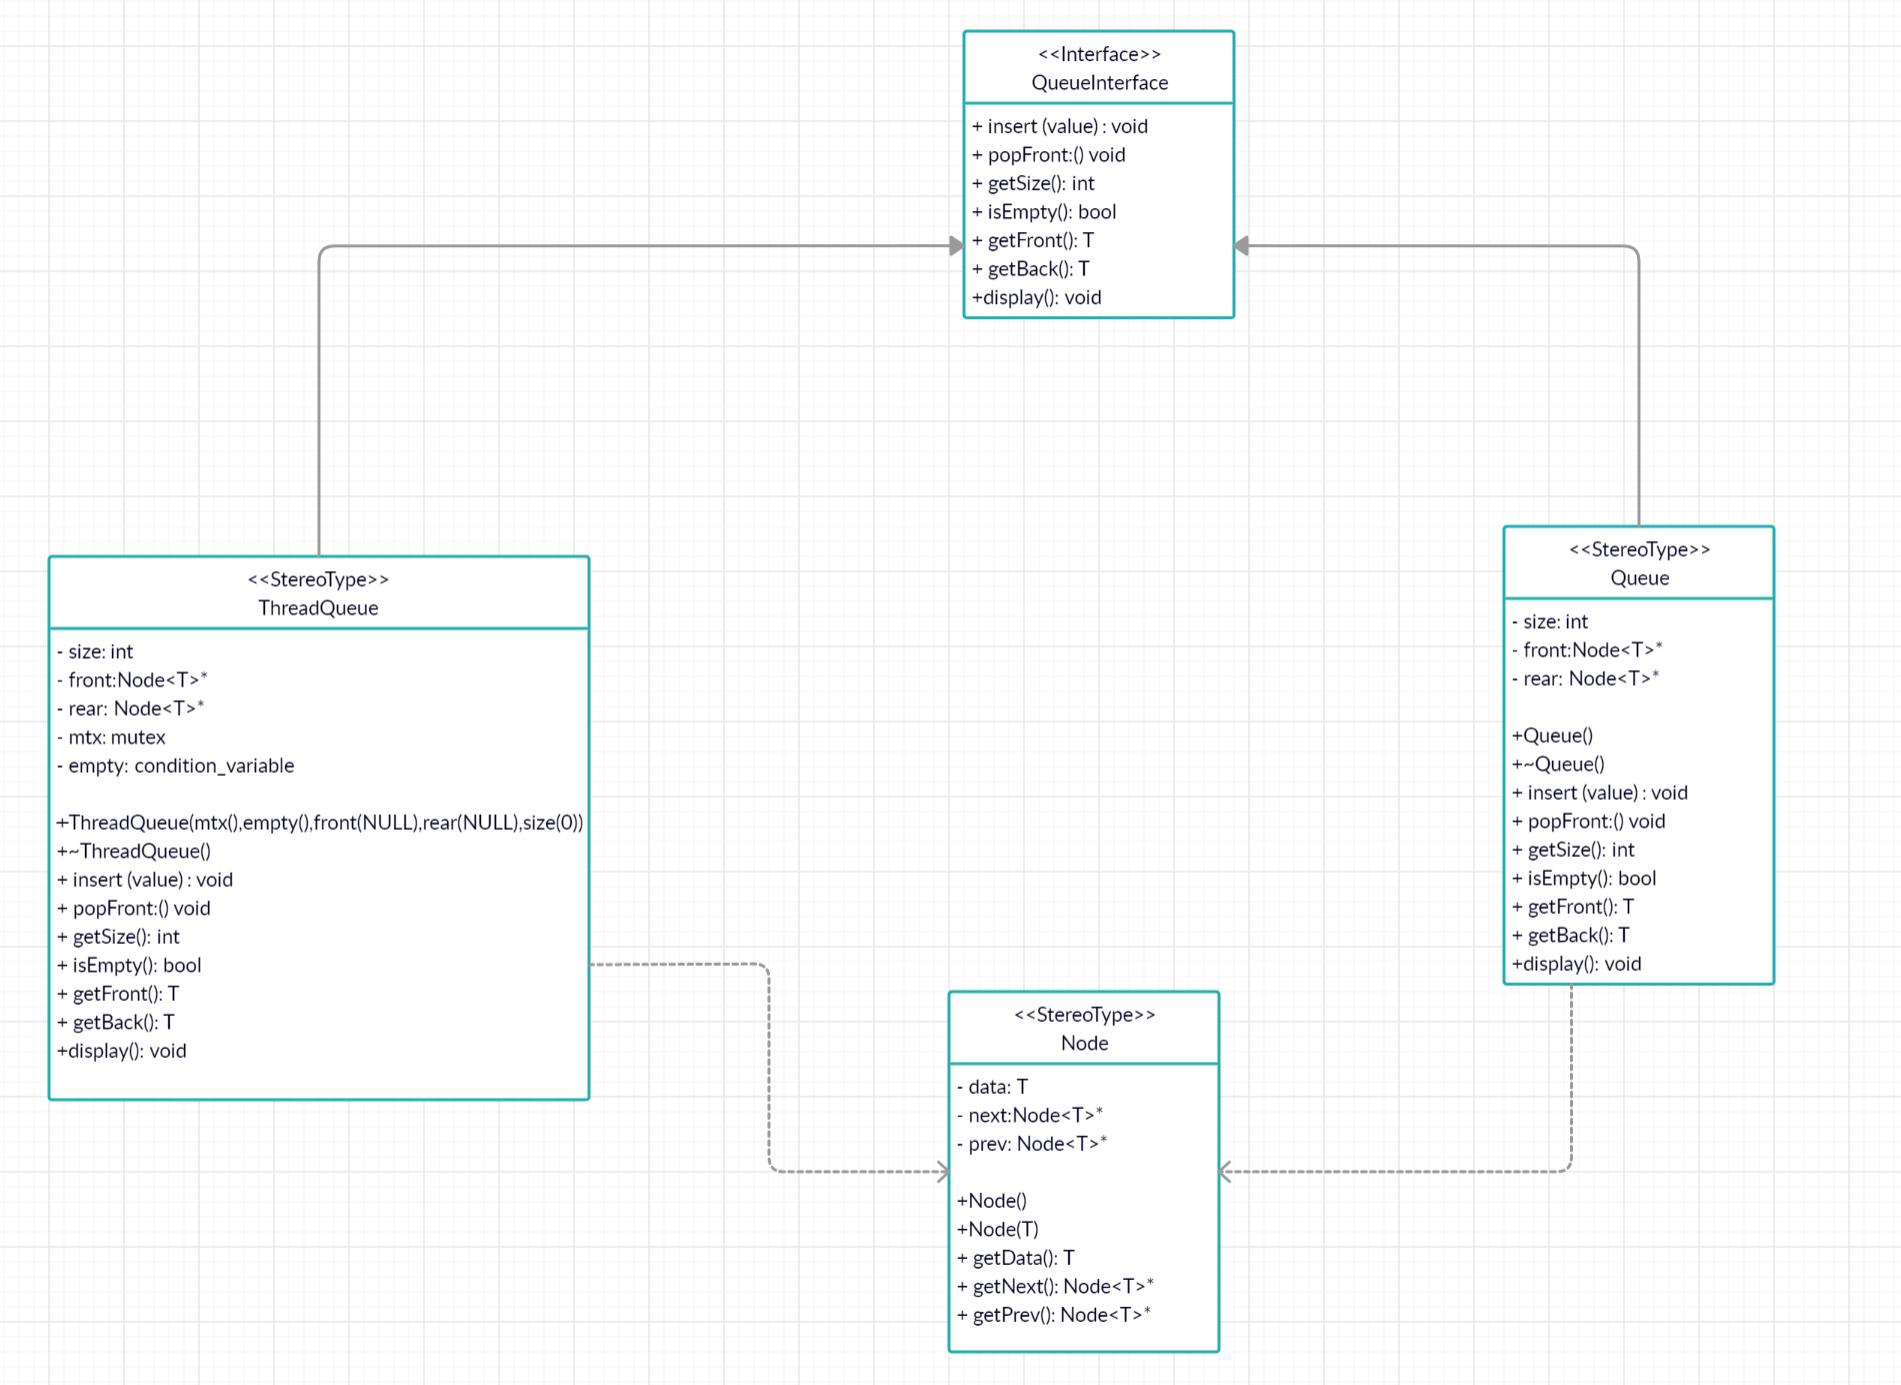 <<Interface>>
QueueInterface
+ insert (value) : void
+ popFront:() void
+ getSize(): int
+ isEmpty(): bool
+ getFront(): T
+ getBack(): T
+display(): void
<<StereoType>>
ThreadQueue
- size: int
- front:Node<T>*
- rear: Node<T>*
- mtx: mutex
- empty: condition_variable
+ThreadQueue(mtx(),empty(),front(NULL),rear(NULL),size(0))
+~ThreadQueue()
+ insert (value) : void
+ popFront:() void
+ getSize(): int
+ isEmpty(): bool
+ getFront(): T
+ getBack(): T
+display(): void
<<StereoType>>
Queue
- size: int
- front:Node<T>*
- rear: Node<T>*
+Queue()
+~Queue()
+ insert (value) : void
+ popFront:() void
+ getSize(): int
+ isEmpty(): bool
+ getFront(): T
+ getBack(): T
+display(): void
<<StereoType>>
Node
- data: T
- next:Node<T>*
- prev: Node<T>*
+Node()
+Node(T)
+ getData(): T
+ getNext(): Node<T>*
+ getPrev(): Node<T>*